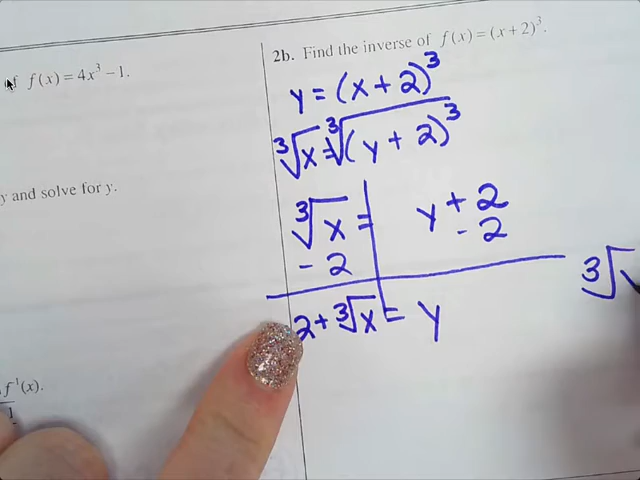 f f(x) = 4x³ − 1.
y and solve for y.
f⁻¹(x).
1
2b. Find the inverse of f(x) = (x + 2)³.
y = (x + 2)³
∛x = ∛(y + 2)³
∛x = y + 2
− 2 − 2
2 + ∛x = y
∛